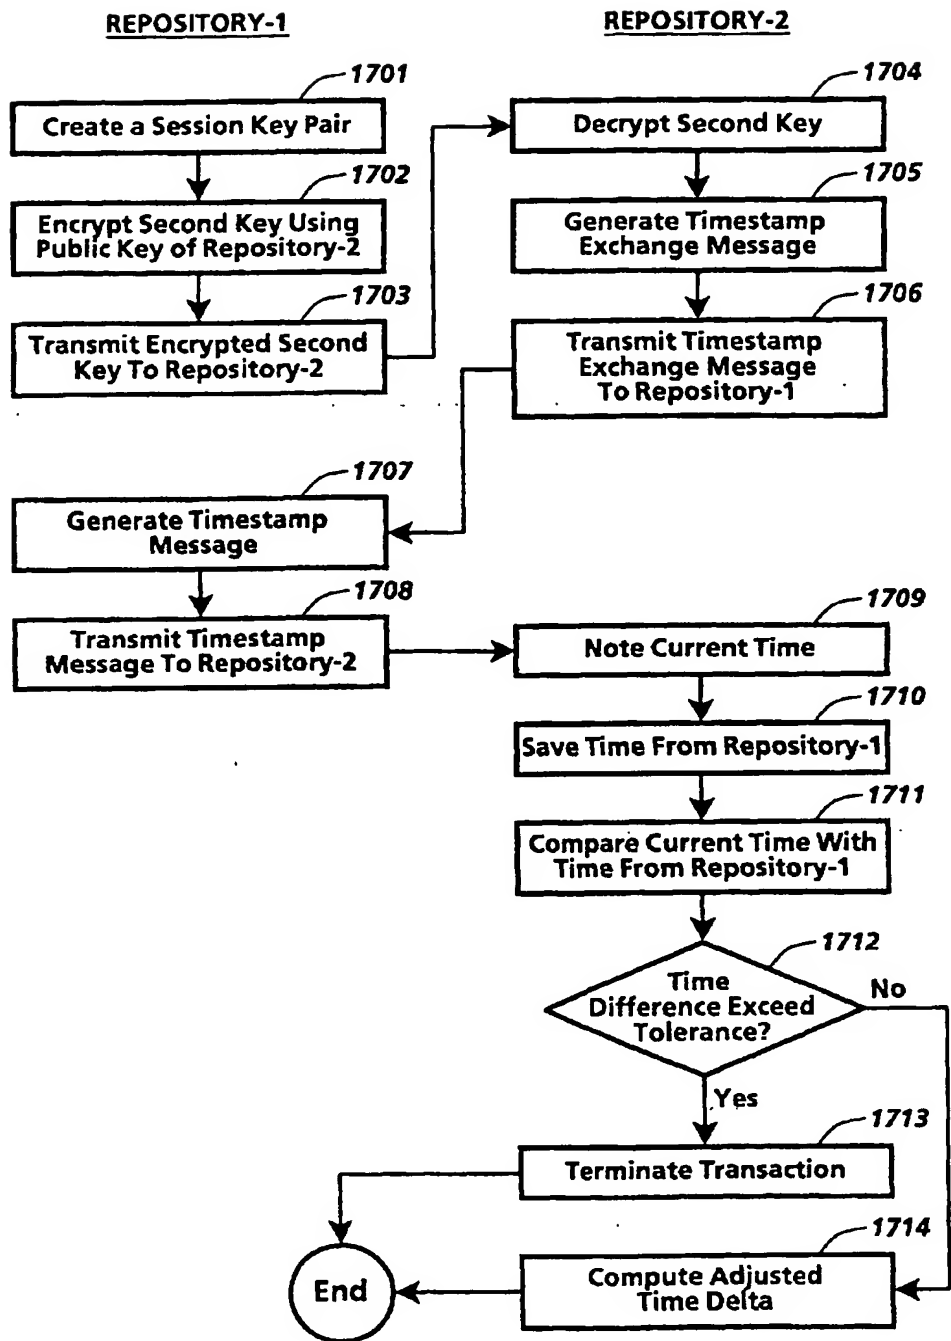 REPOSITORY-1
REPOSITORY-2
1701
Create a Session Key Pair
1702
Encrypt Second Key Using
Public Key of Repository-2
1703
Transmit Encrypted Second
Key To Repository-2
1704
Decrypt Second Key
1705
Generate Timestamp
Exchange Message
1706
Transmit Timestamp
Exchange Message
To Repository-1
1707
Generate Timestamp
Message
1708
Transmit Timestamp
Message To Repository-2
1709
Note Current Time
1710
Save Time From Repository-1
1711
Compare Current Time With
Time From Repository-1
1712
Time
Difference Exceed
Tolerance?
No
Yes
1713
Terminate Transaction
1714
Compute Adjusted
Time Delta
End